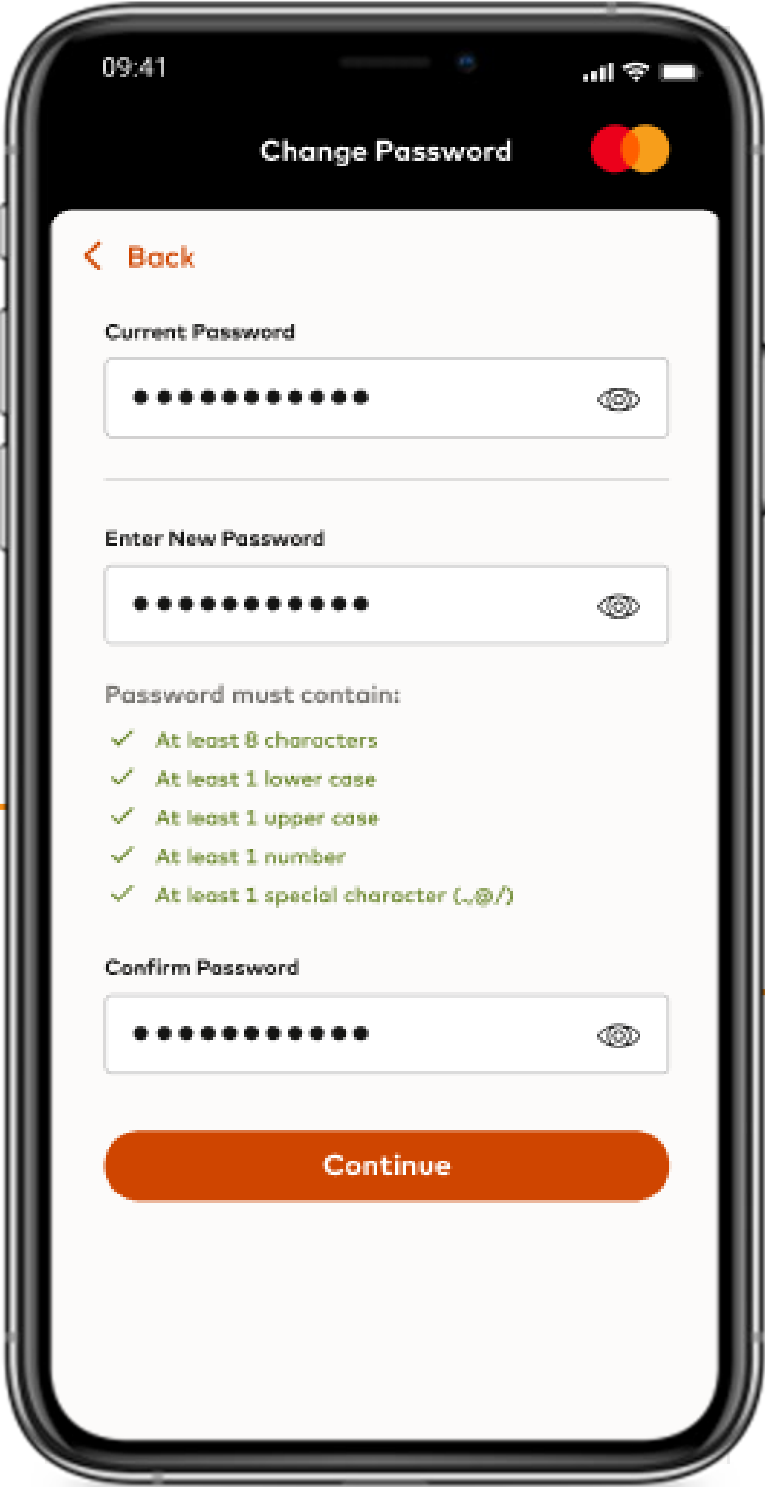 09:41
Change Password
Back
Current Password
Enter New Password
Password must contain:
At least 8 characters
At least 1 lower case
At least 1 upper case
At least 1 number
At least 1 special character (.,@/)
Confirm Password
Continue